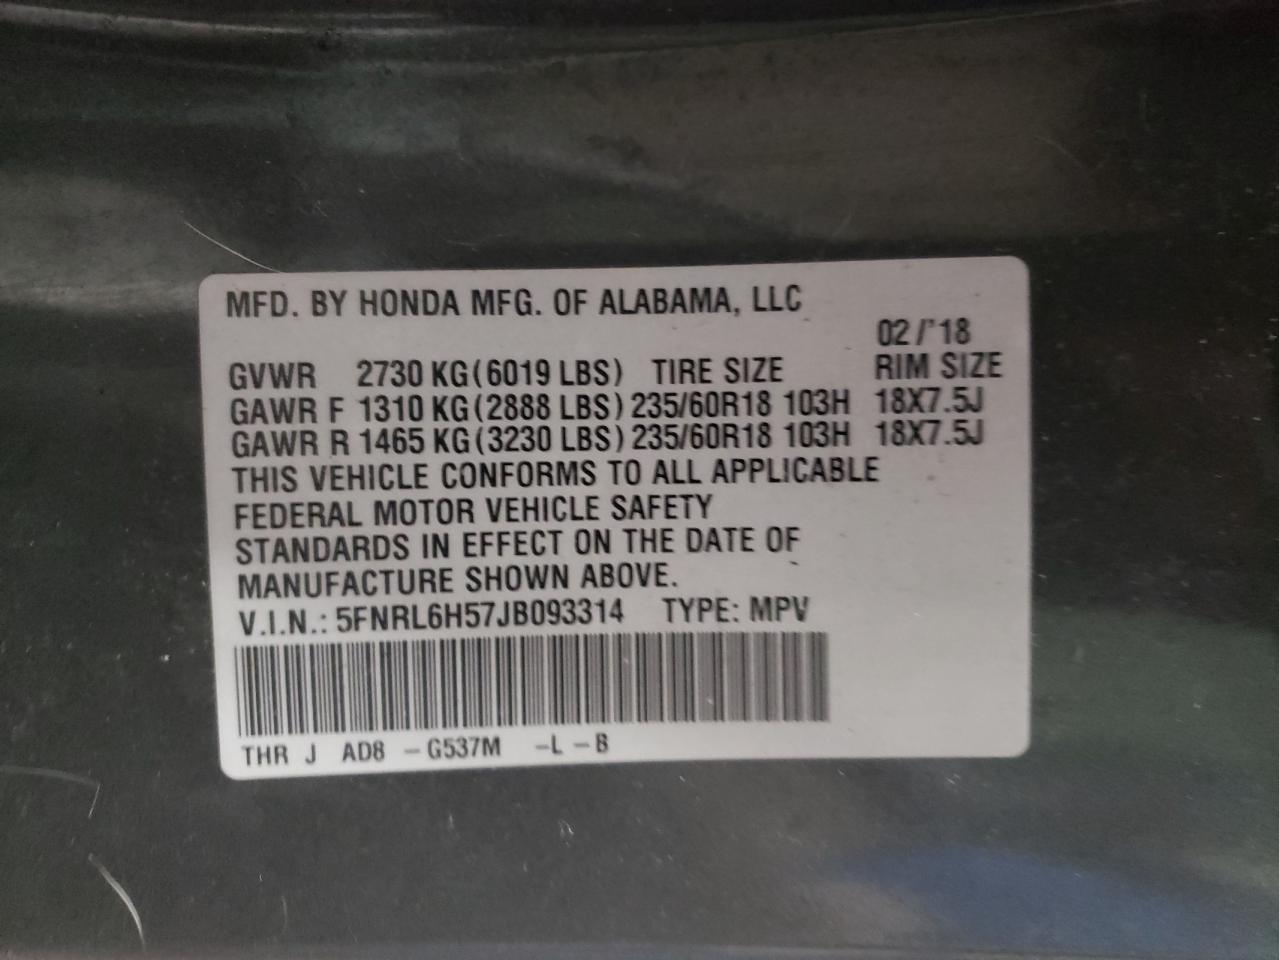 MFD. BY HONDA MFG. OF ALABAMA, LLC
02/'18
GVWR 2730 KG(6019 LBS) TIRE SIZE RIM SIZE
GAWR F 1310 KG(2888 LBS) 235/60R18 103H 18X7.5J
GAWR R 1465 KG(3230 LBS) 235/60R18 103H 18X7.5J
THIS VEHICLE CONFORMS TO ALL APPLICABLE
FEDERAL MOTOR VEHICLE SAFETY
STANDARDS IN EFFECT ON THE DATE OF
MANUFACTURE SHOWN ABOVE.
V.I.N.: 5FNRL6H57JB093314 TYPE: MPV
THR J AD8 -G537M -L -B